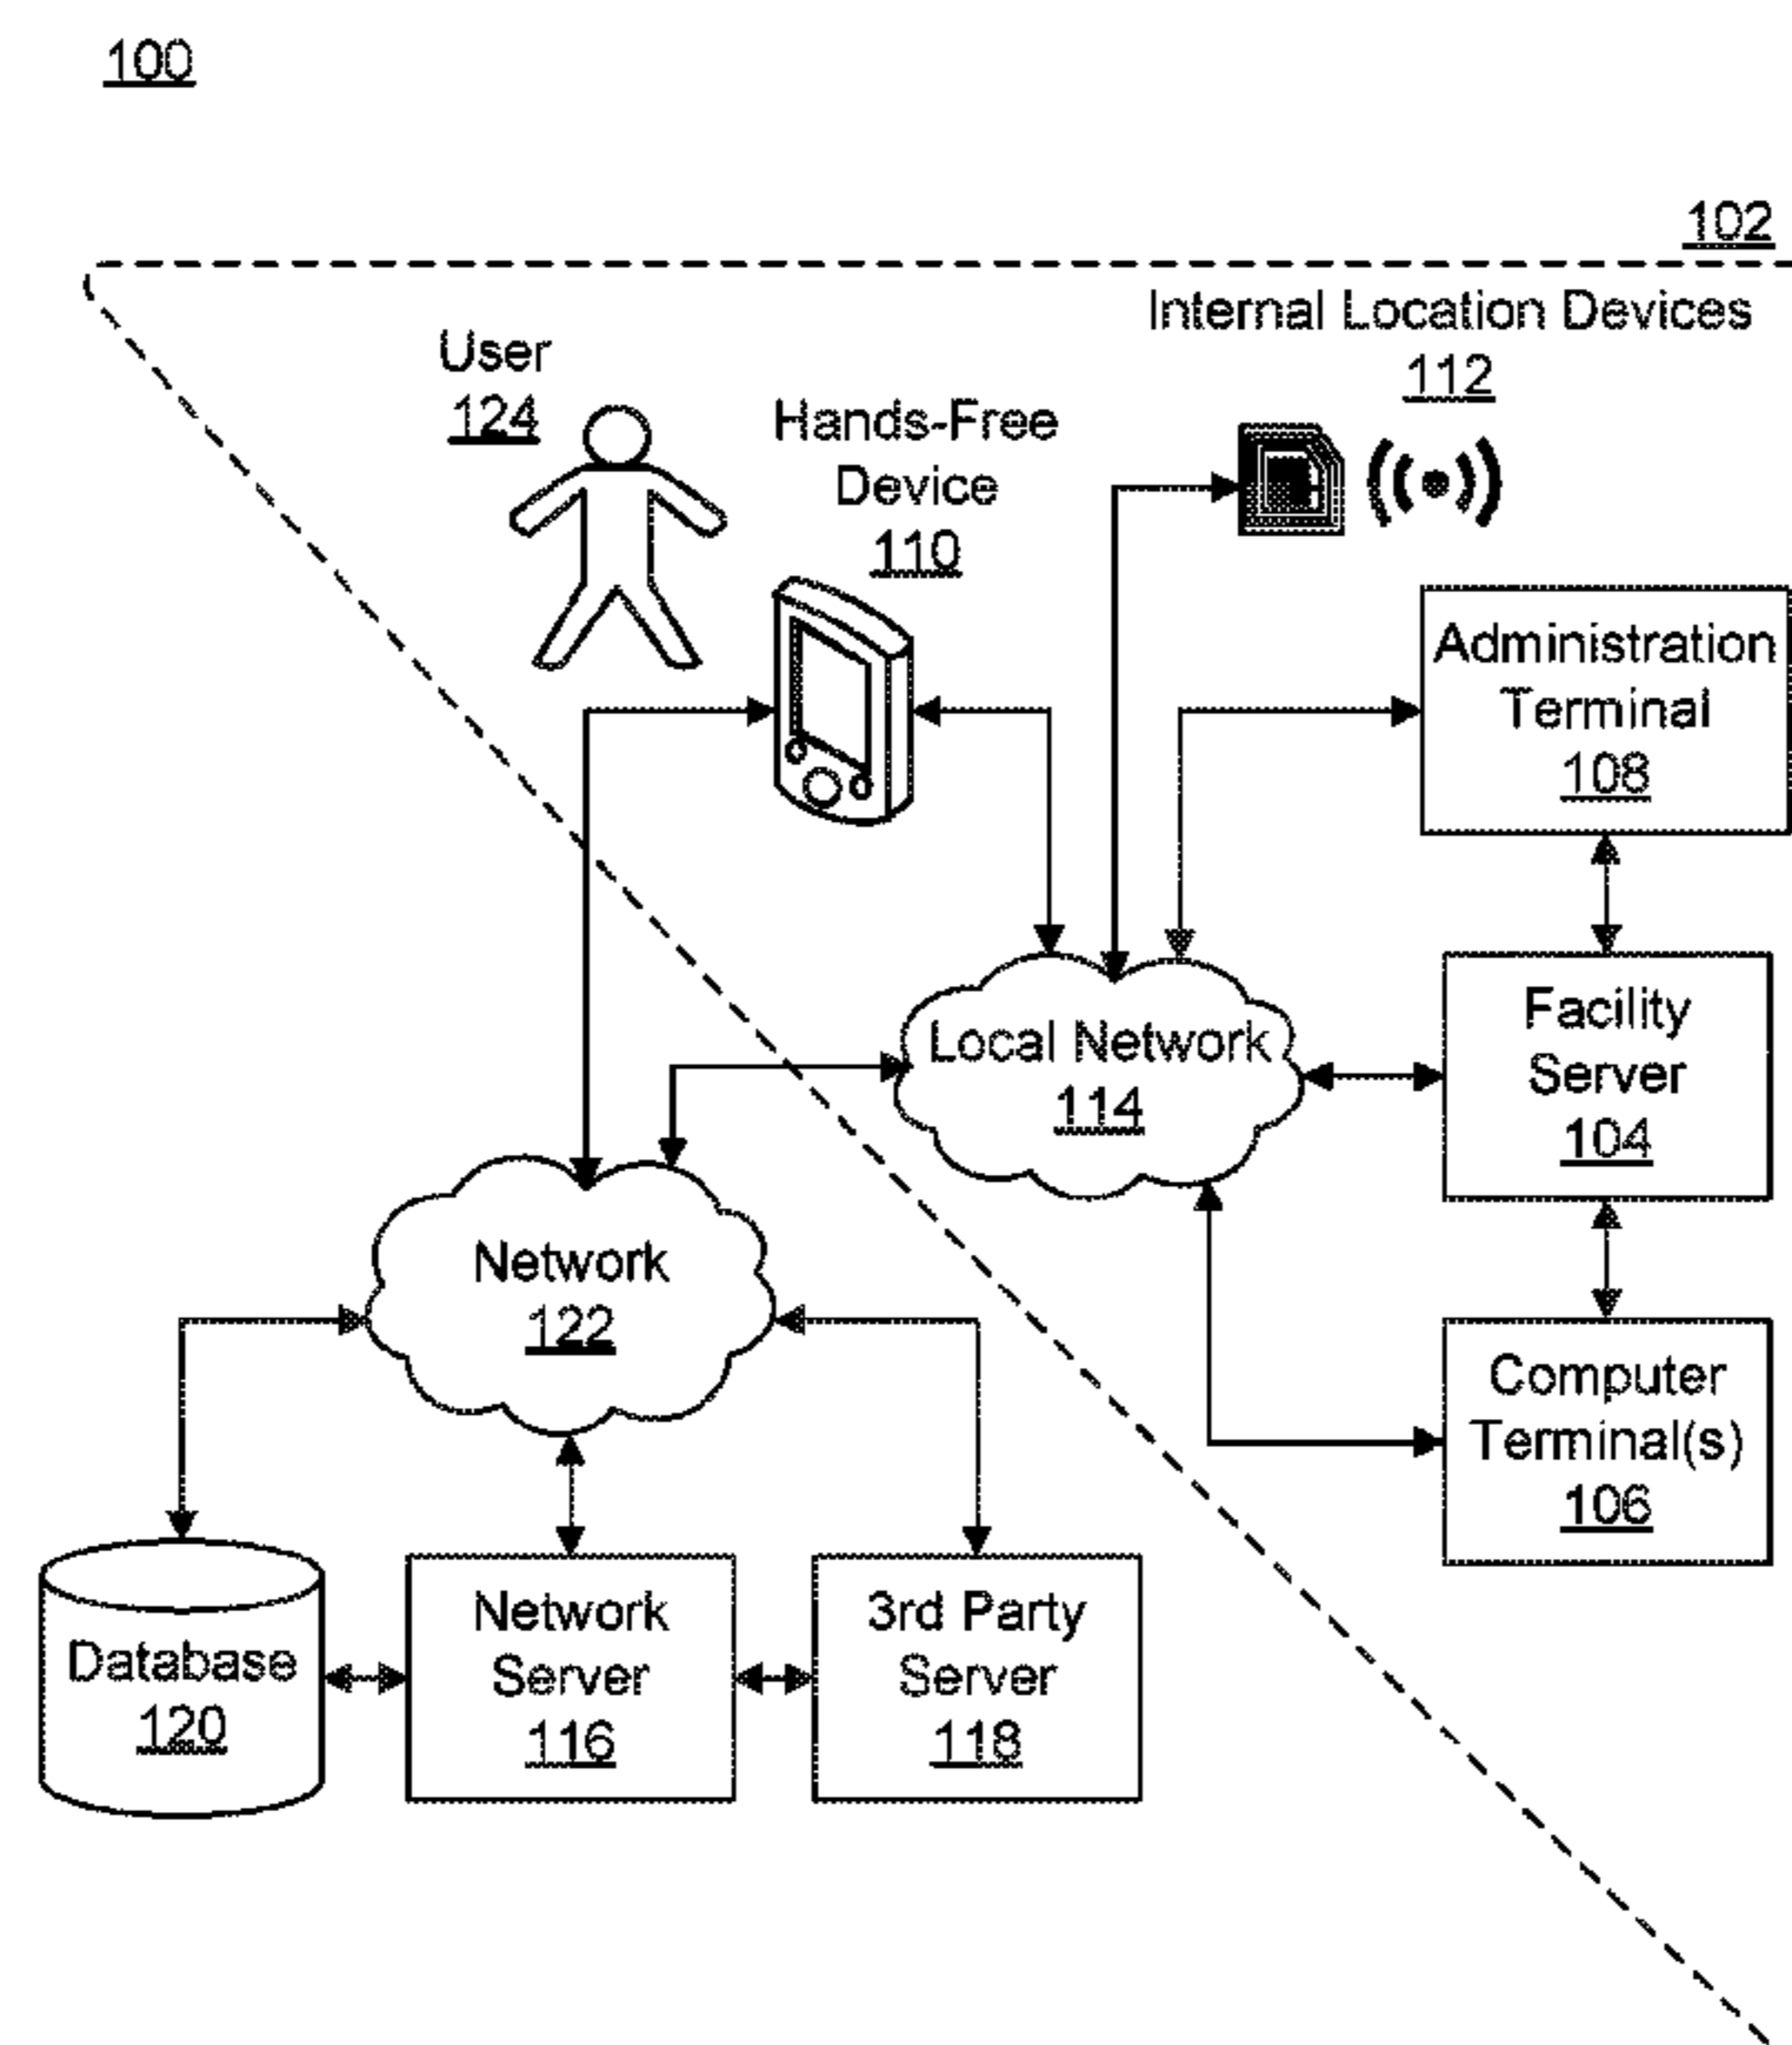 100
102
Internal Location Devices
112
User
124
Hands-Free
Device
110
Administration
Terminal
108
Local Network
114
Facility
Server
104
Network
122
Computer
Terminal(s)
106
Database
120
Network
Server
116
3rd Party
Server
118